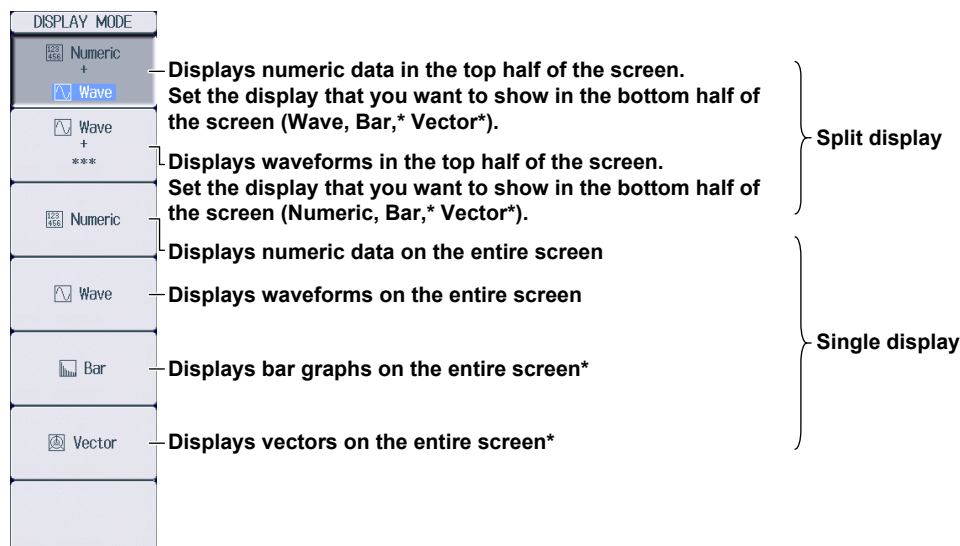 DISPLAY MODE
123
456 Numeric
+
Wave
Displays numeric data in the top half of the screen.
Set the display that you want to show in the bottom half of
the screen (Wave, Bar,* Vector*).
Wave
+
***
Displays waveforms in the top half of the screen.
Set the display that you want to show in the bottom half of
the screen (Numeric, Bar,* Vector*).
Split display
123
456 Numeric
Displays numeric data on the entire screen
Wave
Displays waveforms on the entire screen
Bar
Displays bar graphs on the entire screen*
Vector
Displays vectors on the entire screen*
Single display